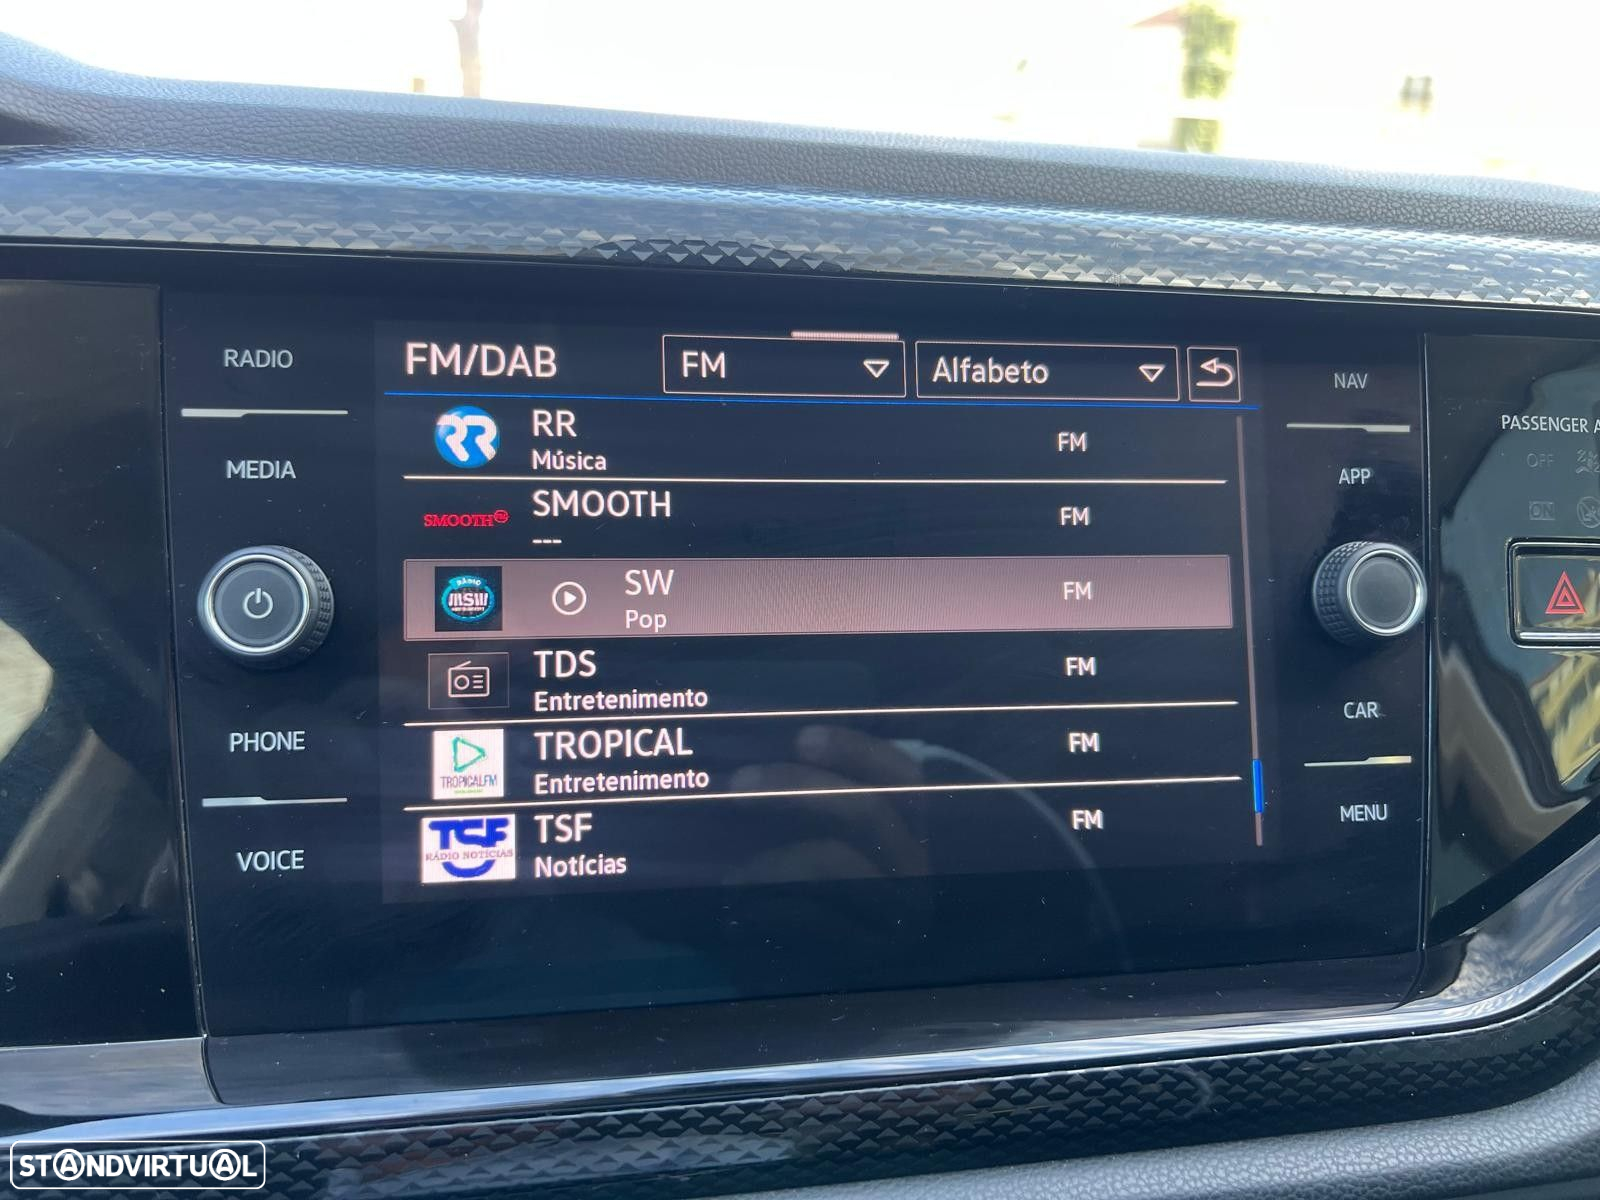 RADIO
MEDIA
PHONE
VOICE
FM/DAB
FM
Alfabeto
RR
Música
FM
SMOOTH FM
SMOOTH
---
FM
RÁDIO
MSW
SW
Pop
FM
TDS
Entretenimento
FM
TROPICALFM
TROPICAL
Entretenimento
FM
TSF
RÁDIO NOTÍCIAS
TSF
Notícias
FM
NAV
APP
CAR
MENU
PASSENGER A
OFF
ON
STANDVIRTUAL